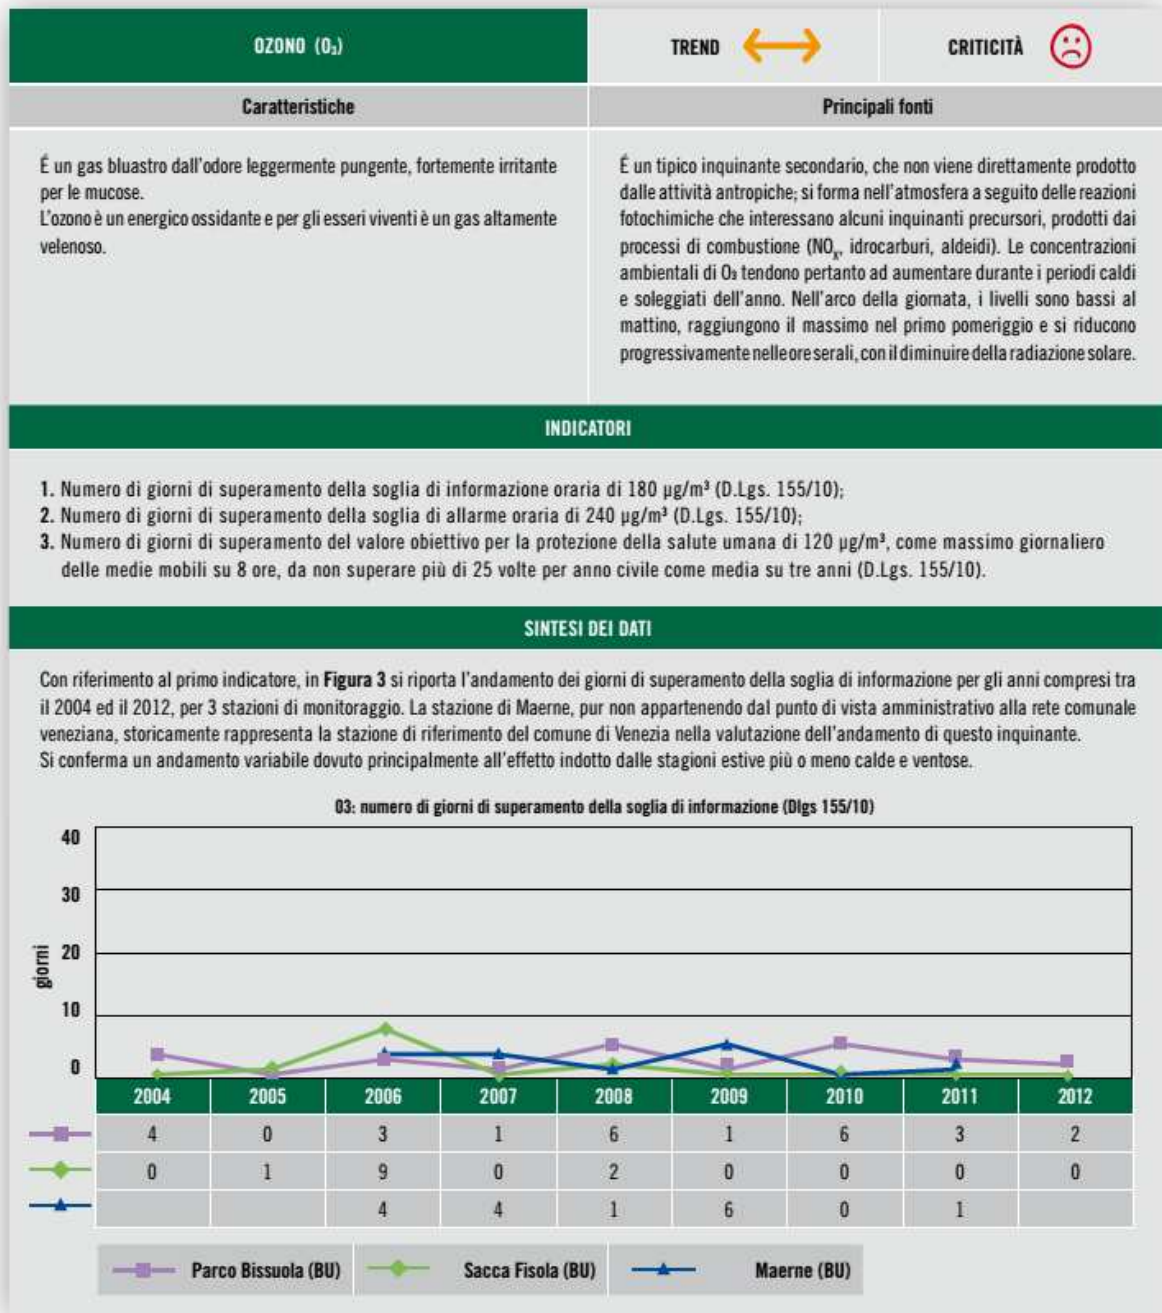 OZONO (O₃)
TREND
CRITICITÀ
Caratteristiche
Principali fonti
É un gas bluastro dall'odore leggermente pungente, fortemente irritante
per le mucose.
L'ozono è un energico ossidante e per gli esseri viventi è un gas altamente
velenoso.
É un tipico inquinante secondario, che non viene direttamente prodotto
dalle attività antropiche; si forma nell'atmosfera a seguito delle reazioni
fotochimiche che interessano alcuni inquinanti precursori, prodotti dai
processi di combustione (NOₓ, idrocarburi, aldeidi). Le concentrazioni
ambientali di O₃ tendono pertanto ad aumentare durante i periodi caldi
e soleggiati dell'anno. Nell'arco della giornata, i livelli sono bassi al
mattino, raggiungono il massimo nel primo pomeriggio e si riducono
progressivamente nelle ore serali, con il diminuire della radiazione solare.
INDICATORI
1. Numero di giorni di superamento della soglia di informazione oraria di 180 µg/m³ (D.Lgs. 155/10);
2. Numero di giorni di superamento della soglia di allarme oraria di 240 µg/m³ (D.Lgs. 155/10);
3. Numero di giorni di superamento del valore obiettivo per la protezione della salute umana di 120 µg/m³, come massimo giornaliero
delle medie mobili su 8 ore, da non superare più di 25 volte per anno civile come media su tre anni (D.Lgs. 155/10).
SINTESI DEI DATI
Con riferimento al primo indicatore, in Figura 3 si riporta l'andamento dei giorni di superamento della soglia di informazione per gli anni compresi tra
il 2004 ed il 2012, per 3 stazioni di monitoraggio. La stazione di Maerne, pur non appartenendo dal punto di vista amministrativo alla rete comunale
veneziana, storicamente rappresenta la stazione di riferimento del comune di Venezia nella valutazione dell'andamento di questo inquinante.
Si conferma un andamento variabile dovuto principalmente all'effetto indotto dalle stagioni estive più o meno calde e ventose.
03: numero di giorni di superamento della soglia di informazione (Dlgs 155/10)
giorni
40
30
20
10
0
2004 2005 2006 2007 2008 2009 2010 2011 2012
4 0 3 1 6 1 6 3 2
0 1 9 0 2 0 0 0 0
4 4 1 6 0 1
Parco Bissuola (BU) Sacca Fisola (BU) Maerne (BU)